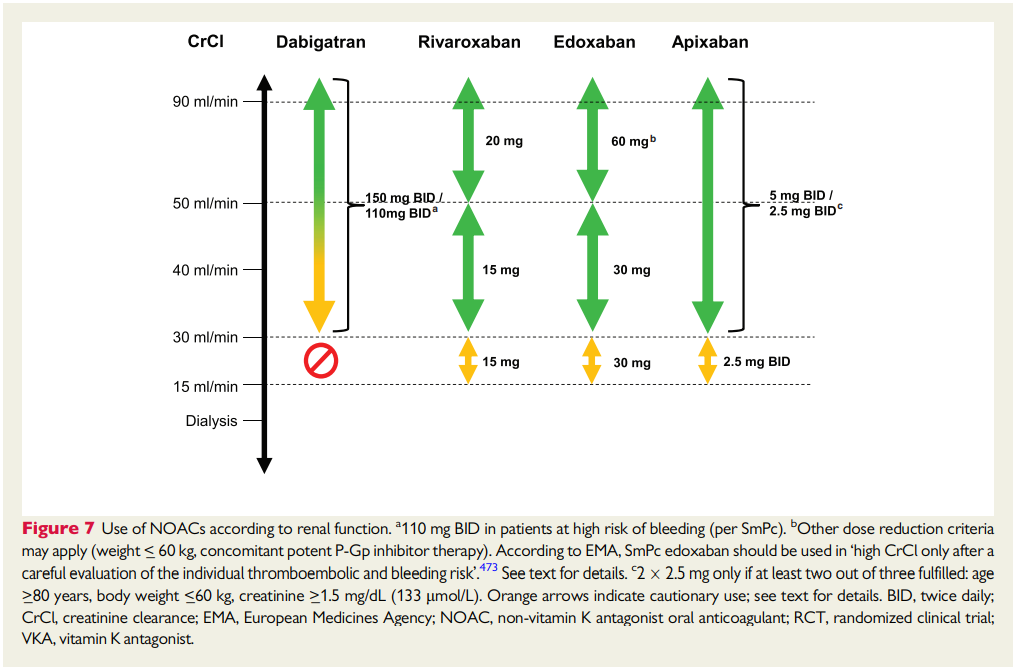 CrCl Dabigatran Rivaroxaban Edoxaban Apixaban
90 ml/min
20 mg 60 mgᵇ
50 ml/min 150 mg BID / 5 mg BID /
110mg BIDᵃ 2.5 mg BIDᶜ
40 ml/min 15 mg 30 mg
30 ml/min
15 mg 30 mg 2.5 mg BID
15 ml/min
Dialysis
Figure 7 Use of NOACs according to renal function. ᵃ110 mg BID in patients at high risk of bleeding (per SmPc). ᵇOther dose reduction criteria
may apply (weight ≤ 60 kg, concomitant potent P-Gp inhibitor therapy). According to EMA, SmPc edoxaban should be used in ‘high CrCl only after a
careful evaluation of the individual thromboembolic and bleeding risk’.⁴⁷³ See text for details. ᶜ2 × 2.5 mg only if at least two out of three fulfilled: age
≥80 years, body weight ≤60 kg, creatinine ≥1.5 mg/dL (133 μmol/L). Orange arrows indicate cautionary use; see text for details. BID, twice daily;
CrCl, creatinine clearance; EMA, European Medicines Agency; NOAC, non-vitamin K antagonist oral anticoagulant; RCT, randomized clinical trial;
VKA, vitamin K antagonist.